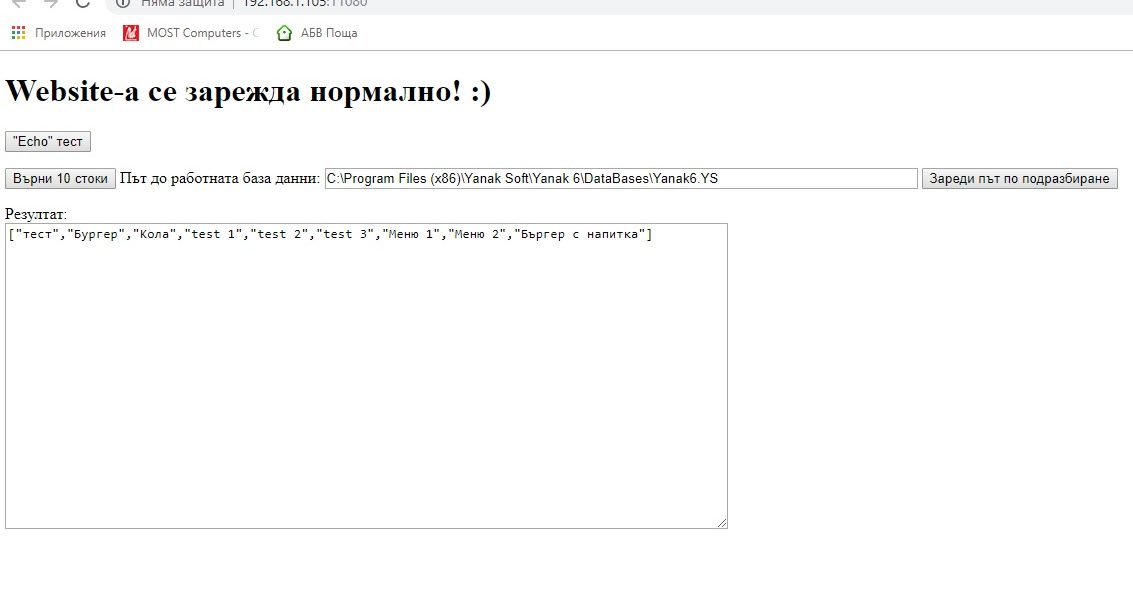 Няма защита | 192.168.1.105:11080
Приложения MOST Computers - АБВ Поща
Website-а се зарежда нормално! :)
"Echo" тест
Върни 10 стоки Път до работната база данни: C:\Program Files (x86)\Yanak Soft\Yanak 6\DataBases\Yanak6.YS Зареди път по подразбиране
Резултат:
["тест","Бургер","Кола","test 1","test 2","test 3","Меню 1","Меню 2","Бъргер с напитка"]